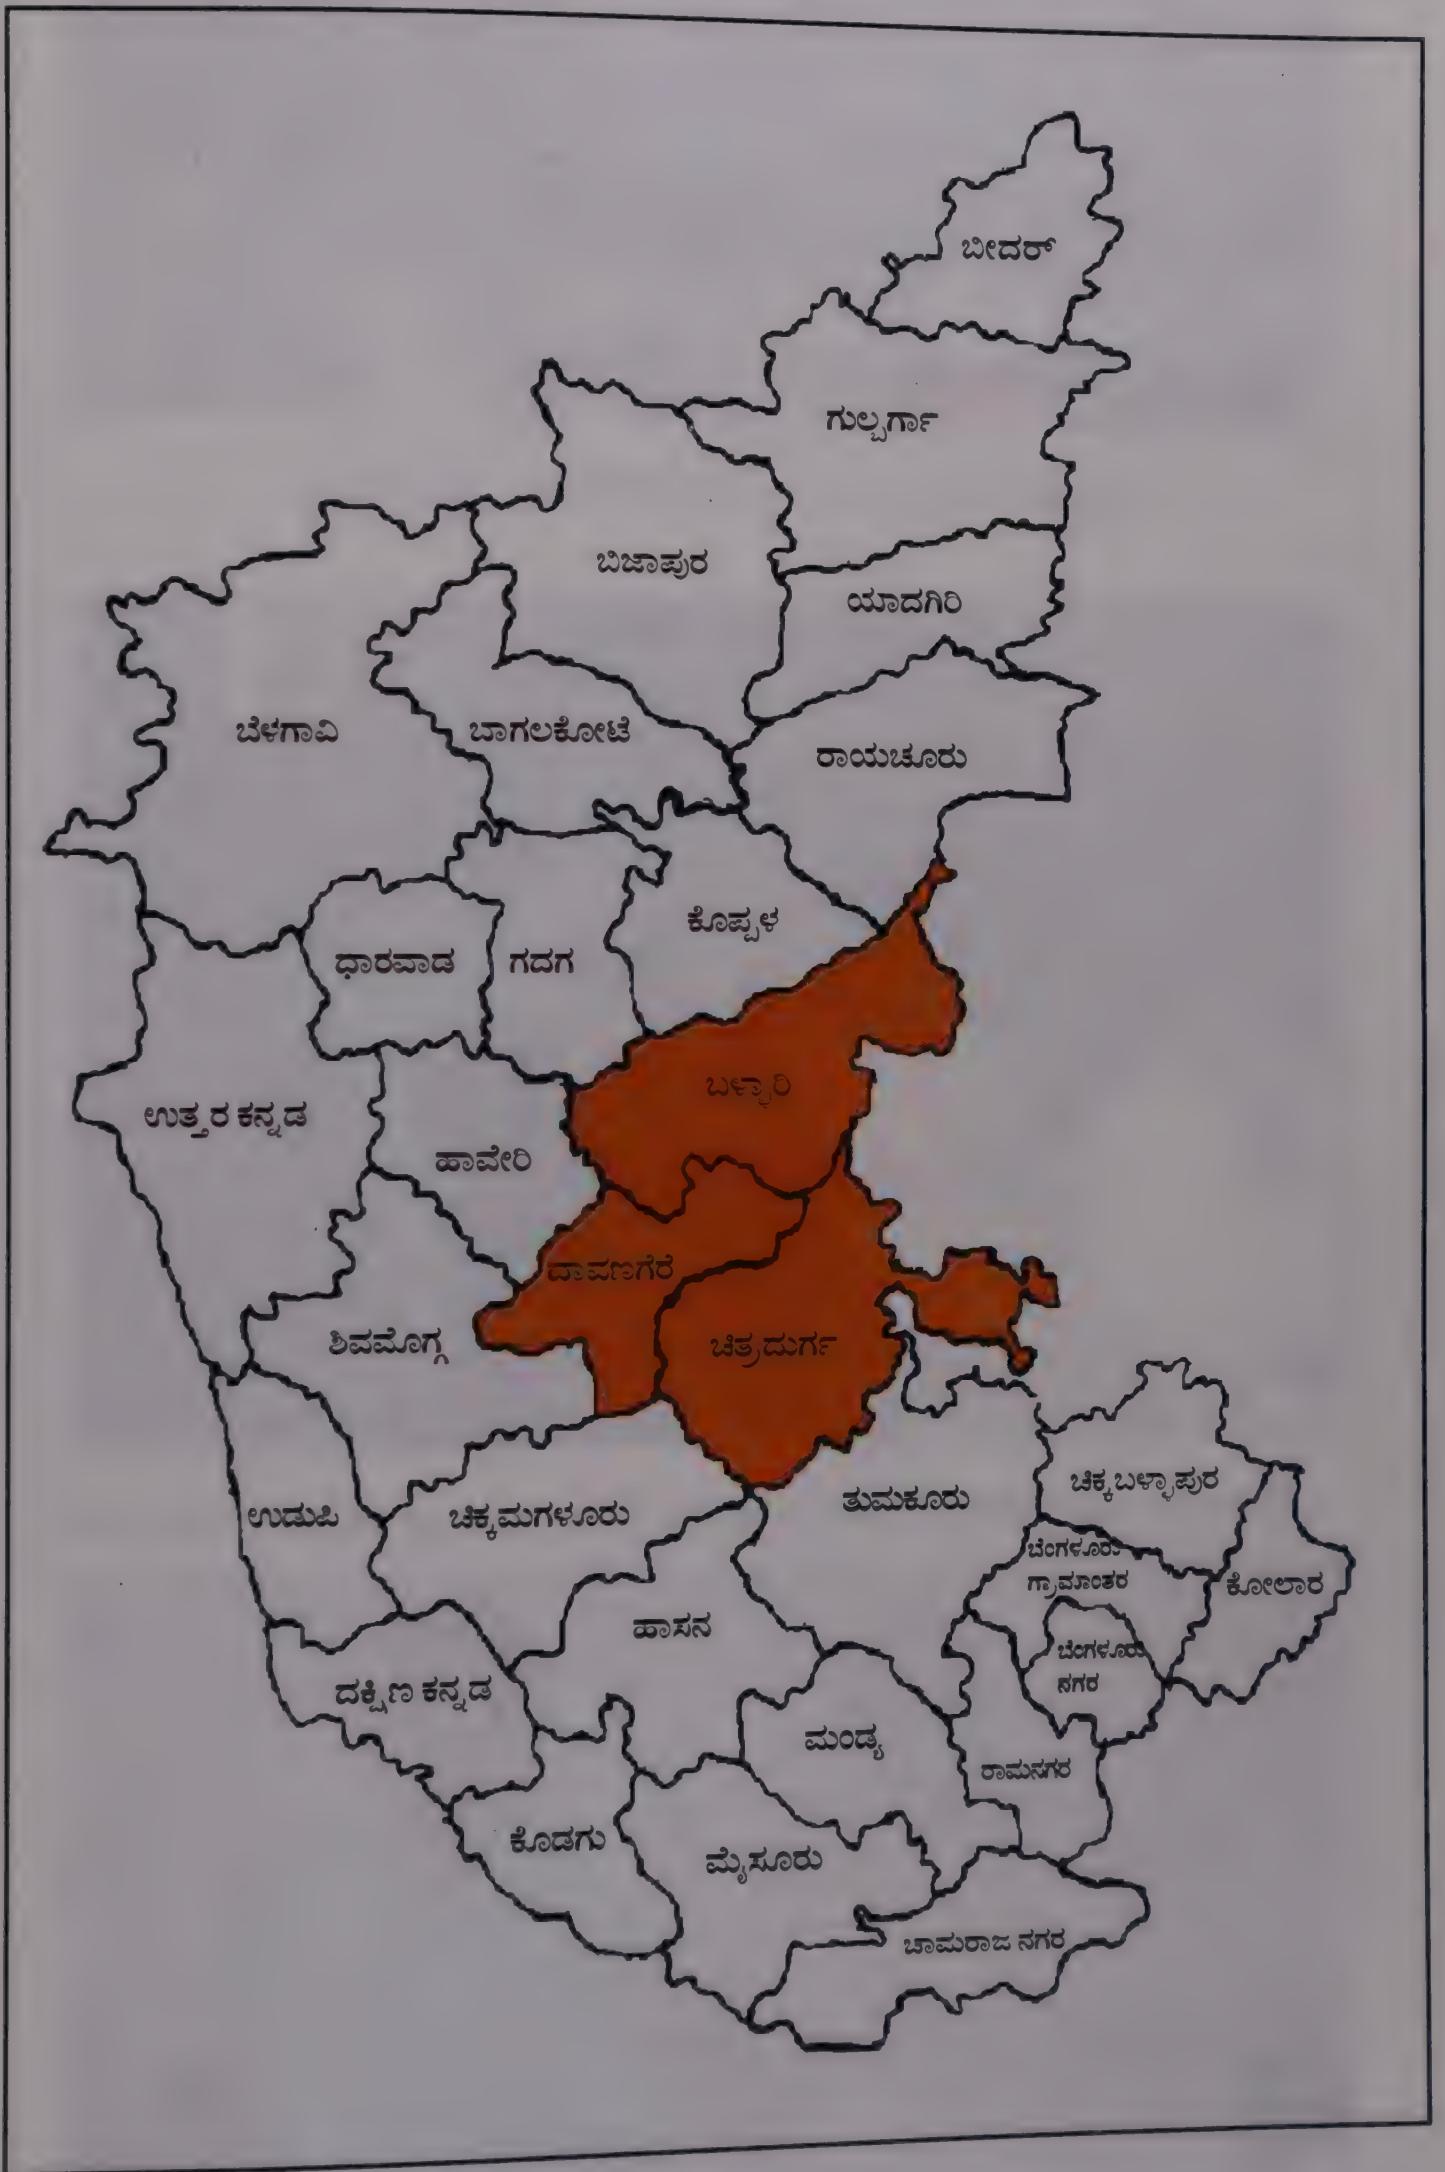 ಬೀದರ್
ಗುಲ್ಬರ್ಗಾ
ಬಿಜಾಪುರ
ಯಾದಗಿರಿ
ಬೆಳಗಾವಿ
ಬಾಗಲಕೋಟೆ
ರಾಯಚೂರು
ಧಾರವಾಡ
ಗದಗ
ಕೊಪ್ಪಳ
ಬಳ್ಳಾರಿ
ಉತ್ತರ ಕನ್ನಡ
ಹಾವೇರಿ
ದಾವಣಗೆರೆ
ಶಿವಮೊಗ್ಗ
ಚಿತ್ರದುರ್ಗ
ಉಡುಪಿ
ಚಿಕ್ಕಮಗಳೂರು
ತುಮಕೂರು
ಚಿಕ್ಕಬಳ್ಳಾಪುರ
ಬೆಂಗಳೂರು
ಗ್ರಾಮಾಂತರ
ಕೋಲಾರ
ಹಾಸನ
ಬೆಂಗಳೂರು
ನಗರ
ದಕ್ಷಿಣ ಕನ್ನಡ
ಮಂಡ್ಯ
ರಾಮನಗರ
ಕೊಡಗು
ಮೈಸೂರು
ಚಾಮರಾಜ ನಗರ